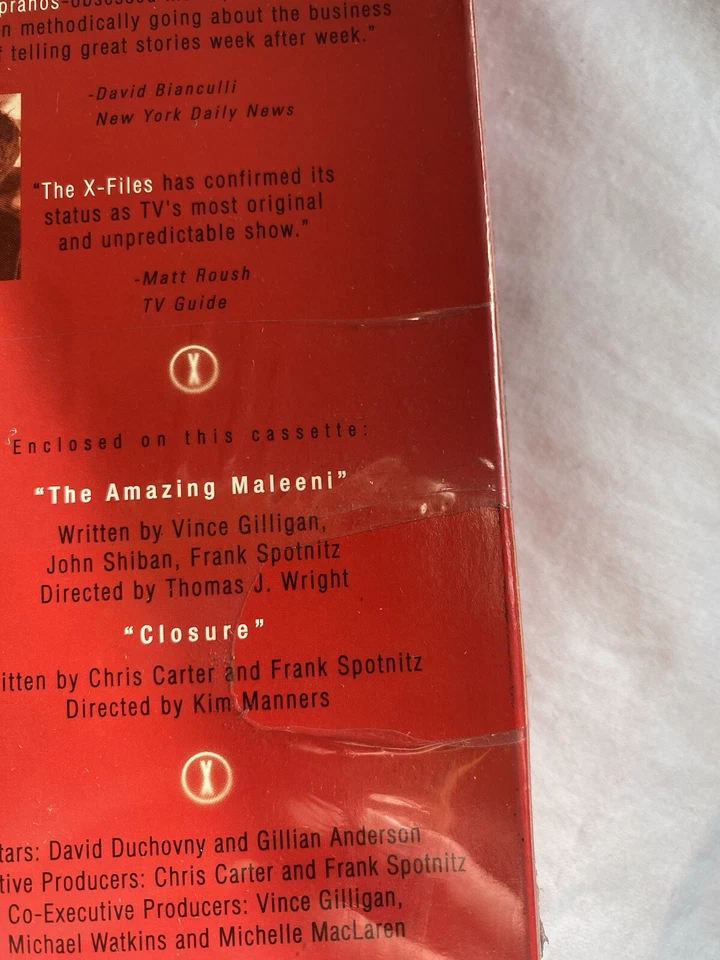 pranos-obsessed
n methodically going about the business
f telling great stories week after week."
-David Bianculli
New York Daily News
"The X-Files has confirmed its
status as TV's most original
and unpredictable show."
-Matt Roush
TV Guide
X
Enclosed on this cassette:
"The Amazing Maleeni"
Written by Vince Gilligan,
John Shiban, Frank Spotnitz
Directed by Thomas J. Wright
"Closure"
itten by Chris Carter and Frank Spotnitz
Directed by Kim Manners
X
tars: David Duchovny and Gillian Anderson
tive Producers: Chris Carter and Frank Spotnitz
Co-Executive Producers: Vince Gilligan,
Michael Watkins and Michelle MacLaren